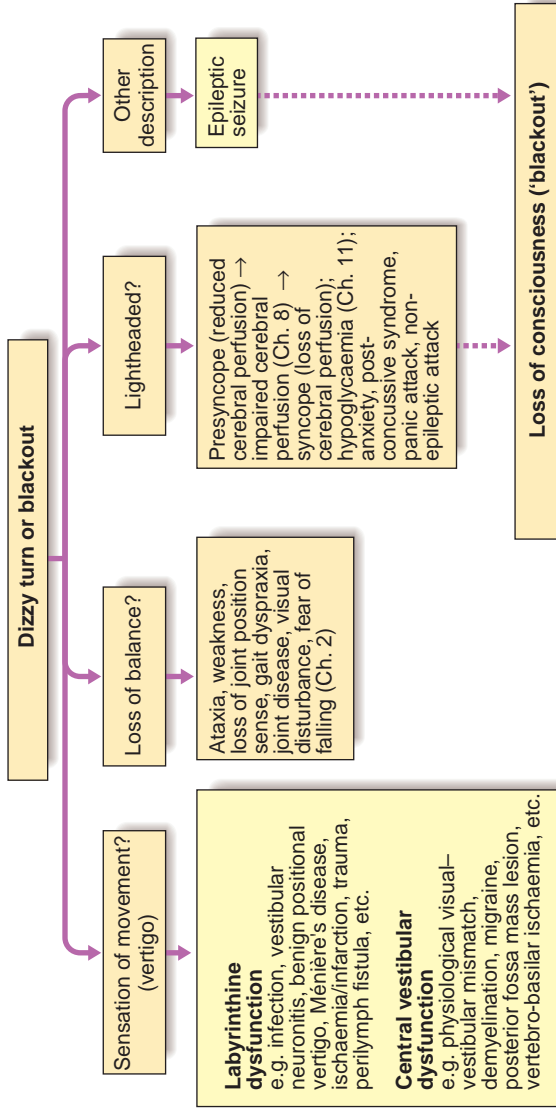 Dizzy turn or blackout
Sensation of movement?
(vertigo)
Loss of balance?
Lightheaded?
Other
description
Labyrinthine
dysfunction
e.g. infection, vestibular
neuronitis, benign positional
vertigo, Ménière's disease,
ischaemia/infarction, trauma,
perilymph fistula, etc.
Central vestibular
dysfunction
e.g. physiological visual–
vestibular mismatch,
demyelination, migraine,
posterior fossa mass lesion,
vertebro-basilar ischaemia, etc.
Ataxia, weakness,
loss of joint position
sense, gait dyspraxia,
joint disease, visual
disturbance, fear of
falling (Ch. 2)
Presyncope (reduced
cerebral perfusion) →
impaired cerebral
perfusion (Ch. 8) →
syncope (loss of
cerebral perfusion);
hypoglycaemia (Ch. 11);
anxiety, post-
concussive syndrome,
panic attack, non-
epileptic attack
Epileptic
seizure
Loss of consciousness ('blackout')